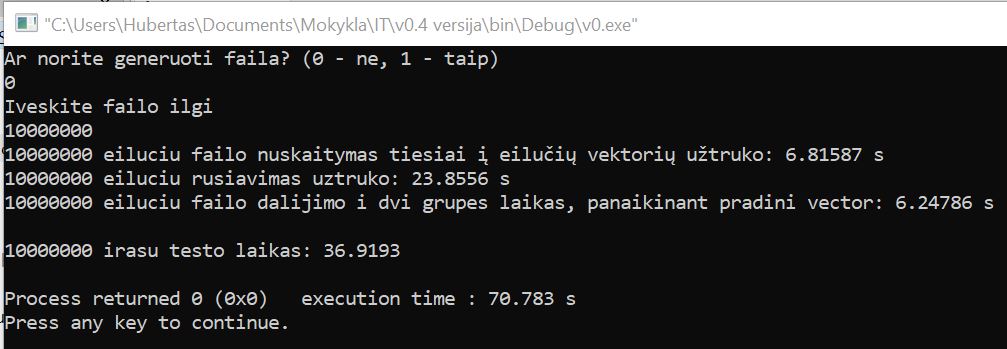 "C:\Users\Hubertas\Documents\Mokykla\IT\v0.4 versija\bin\Debug\v0.exe"
Ar norite generuoti faila? (0 - ne, 1 - taip)
0
Iveskite failo ilgi
10000000
10000000 eiluciu failo nuskaitymas tiesiai į eilučių vektorių užtruko: 6.81587 s
10000000 eiluciu rusiavimas uztruko: 23.8556 s
10000000 eiluciu failo dalijimo i dvi grupes laikas, panaikinant pradini vector: 6.24786 s
10000000 irasu testo laikas: 36.9193
Process returned 0 (0x0)   execution time : 70.783 s
Press any key to continue.